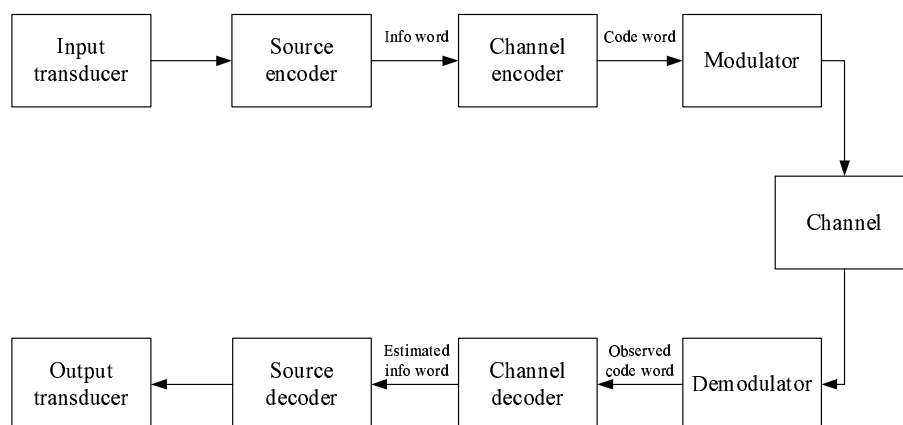 Input
transducer
Source
encoder
Info word
Channel
encoder
Code word
Modulator
Channel
Output
transducer
Source
decoder
Estimated
info word
Channel
decoder
Observed
code word
Demodulator